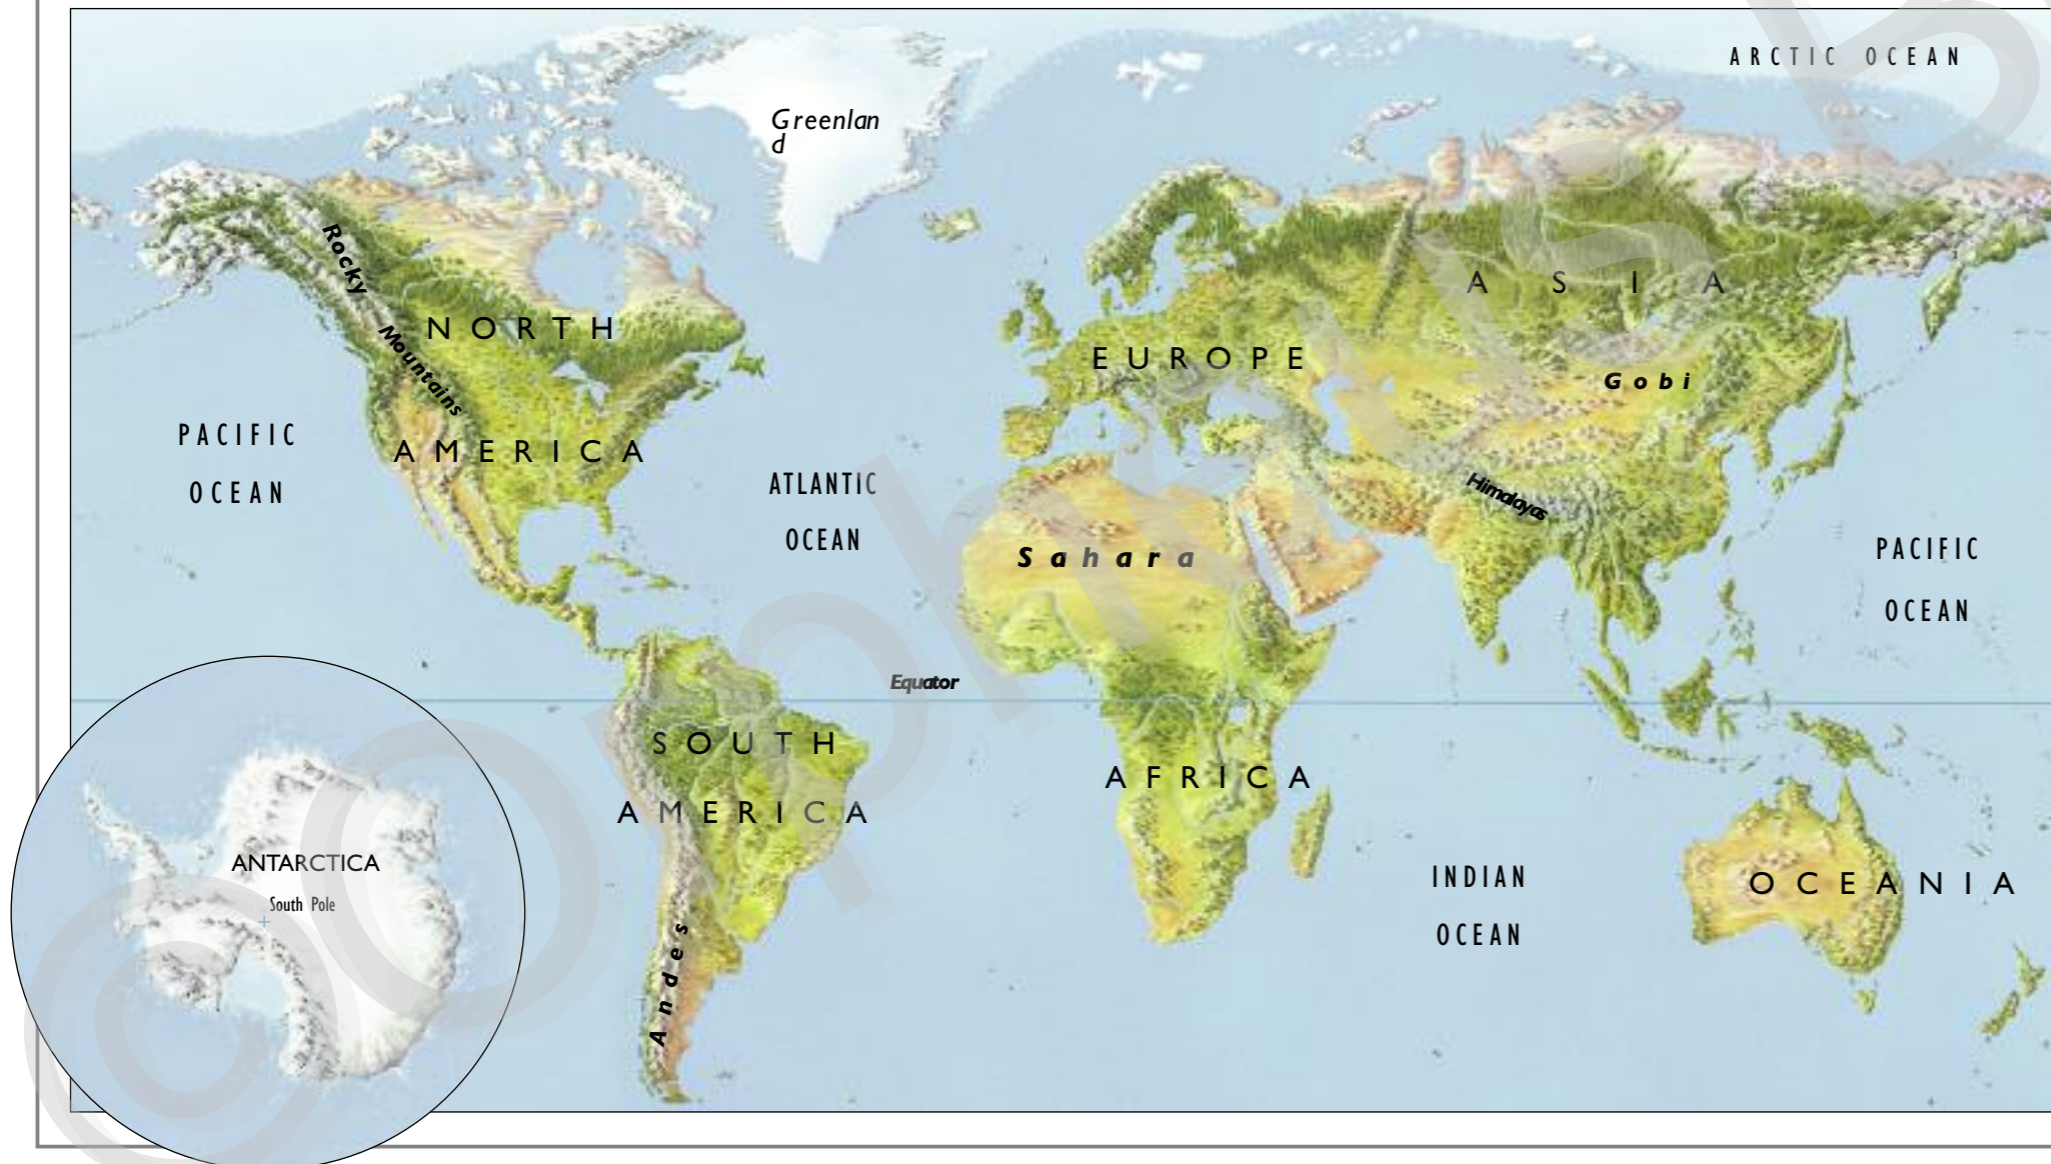 ARCTIC OCEAN
Greenlan
d
Rocky
Mountains
NORTH
AMERICA
EUROPE
ASIA
Gobi
Himalayas
PACIFIC
OCEAN
ATLANTIC
OCEAN
Sahara
PACIFIC
OCEAN
Equator
SOUTH
AMERICA
Andes
AFRICA
INDIAN
OCEAN
OCEANIA
ANTARCTICA
South Pole